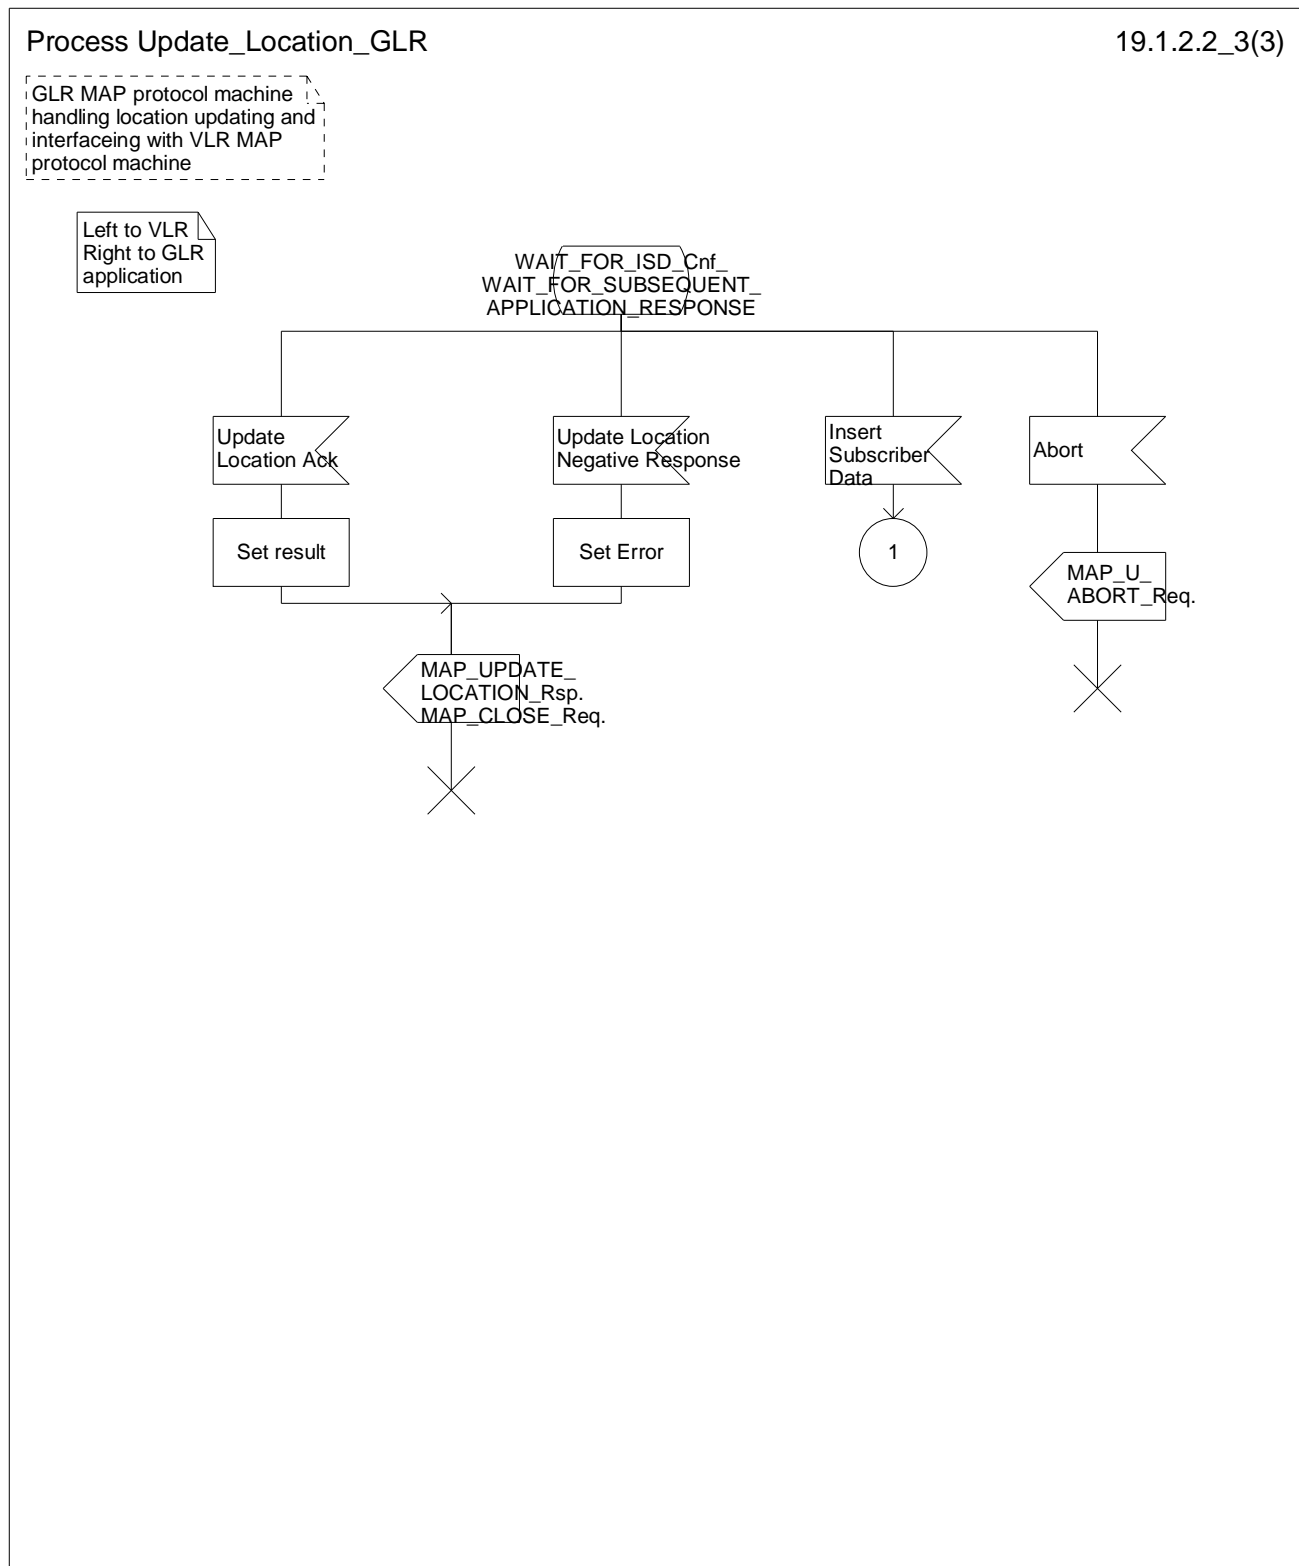 Process Update_Location_GLR
19.1.2.2_3(3)
GLR MAP protocol machine
handling location updating and
interfaceing with VLR MAP
protocol machine
Left to VLR
Right to GLR
application
WAIT_FOR_ISD_Cnf_
WAIT_FOR_SUBSEQUENT_
APPLICATION_RESPONSE
Update
Location Ack
Update Location
Negative Response
Insert
Subscriber
Data
Abort
Set result
Set Error
1
MAP_U_
ABORT_Req.
MAP_UPDATE_
LOCATION_Rsp.
MAP_CLOSE_Req.